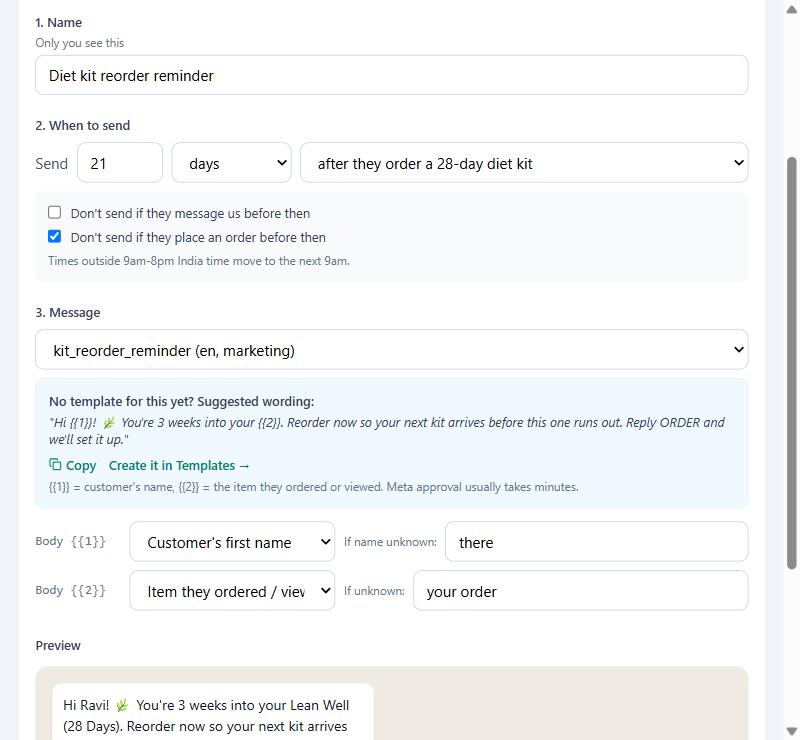 1. Name
Only you see this
Diet kit reorder reminder
2. When to send
Send 21 days after they order a 28-day diet kit
Don't send if they message us before then
Don't send if they place an order before then
Times outside 9am-8pm India time move to the next 9am.
3. Message
kit_reorder_reminder (en, marketing)
No template for this yet? Suggested wording:
"Hi {{1}}! 🌿 You're 3 weeks into your {{2}}. Reorder now so your next kit arrives before this one runs out. Reply ORDER and
we'll set it up."
Copy Create it in Templates →
{{1}} = customer's name, {{2}} = the item they ordered or viewed. Meta approval usually takes minutes.
Body {{1}} Customer's first name If name unknown: there
Body {{2}} Item they ordered / view If unknown: your order
Preview
Hi Ravi! 🌿 You're 3 weeks into your Lean Well
(28 Days). Reorder now so your next kit arrives